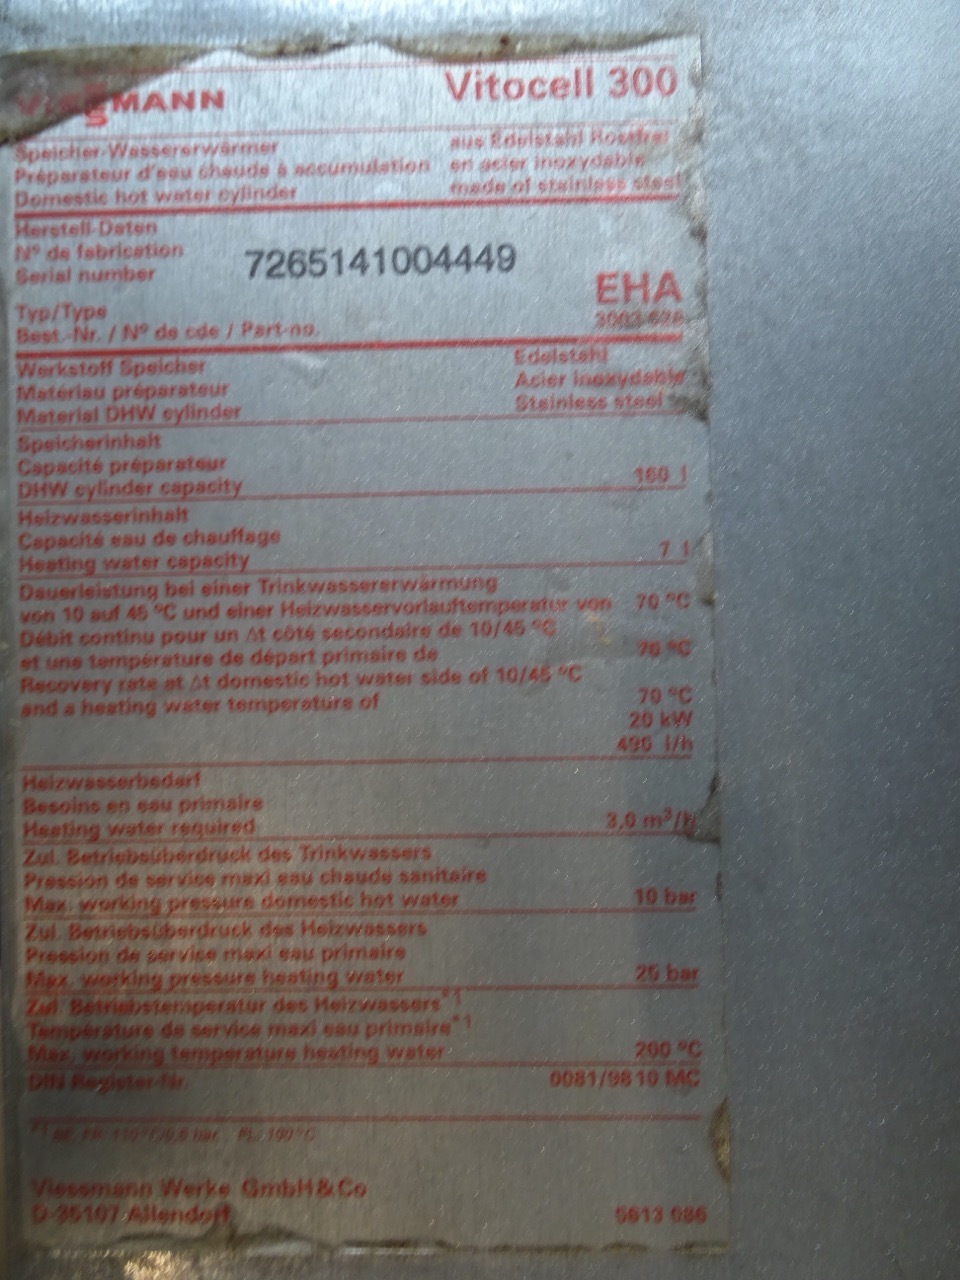 VIESMANN
Vitocell 300
Speicher-Wassererwärmer
aus Edelstahl Rostfrei
Préparateur d'eau chaude à accumulation
en acier inoxydable
Domestic hot water cylinder
made of stainless steel
Herstell-Daten
N° de fabrication
Serial number
7265141004449
Typ/Type
EHA
Best.-Nr. / N° de cde / Part-no.
Werkstoff Speicher
Edelstahl
Matériau préparateur
Acier inoxydable
Material DHW cylinder
Stainless steel
Speicherinhalt
Capacité préparateur
DHW cylinder capacity
160 l
Heizwasserinhalt
Capacité eau de chauffage
Heating water capacity
7 l
Dauerleistung bei einer Trinkwassererwärmung
von 10 auf 45 °C und einer Heizwasservorlauftemperatur von 70 °C
Débit continu pour un Δt côté secondaire de 10/45 °C
et une température de départ primaire de 70 °C
Recovery rate at Δt domestic hot water side of 10/45 °C
and a heating water temperature of 70 °C
20 kW
495 l/h
Heizwasserbedarf
Besoins en eau primaire
Heating water required
3,0 m³/h
Zul. Betriebsüberdruck des Trinkwassers
Pression de service maxi eau chaude sanitaire
Max. working pressure domestic hot water
10 bar
Zul. Betriebsüberdruck des Heizwassers
Pression de service maxi eau primaire
Max. working pressure heating water
25 bar
Zul. Betriebstemperatur des Heizwassers*1
Température de service maxi eau primaire*1
Max. working temperature heating water
200 °C
DIN Register-Nr.
0081/98 10 MC
Viessmann Werke GmbH&Co
D-35107 Allendorf
5613 686